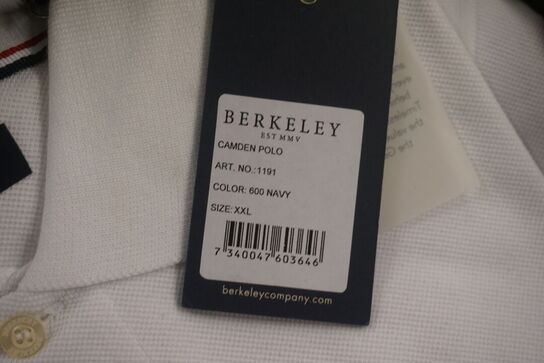 BERKELEY
EST MMV
CAMDEN POLO
ART. NO.:1191
COLOR: 600 NAVY
SIZE: XXL
7 340047 603646
berkeleycompany.com